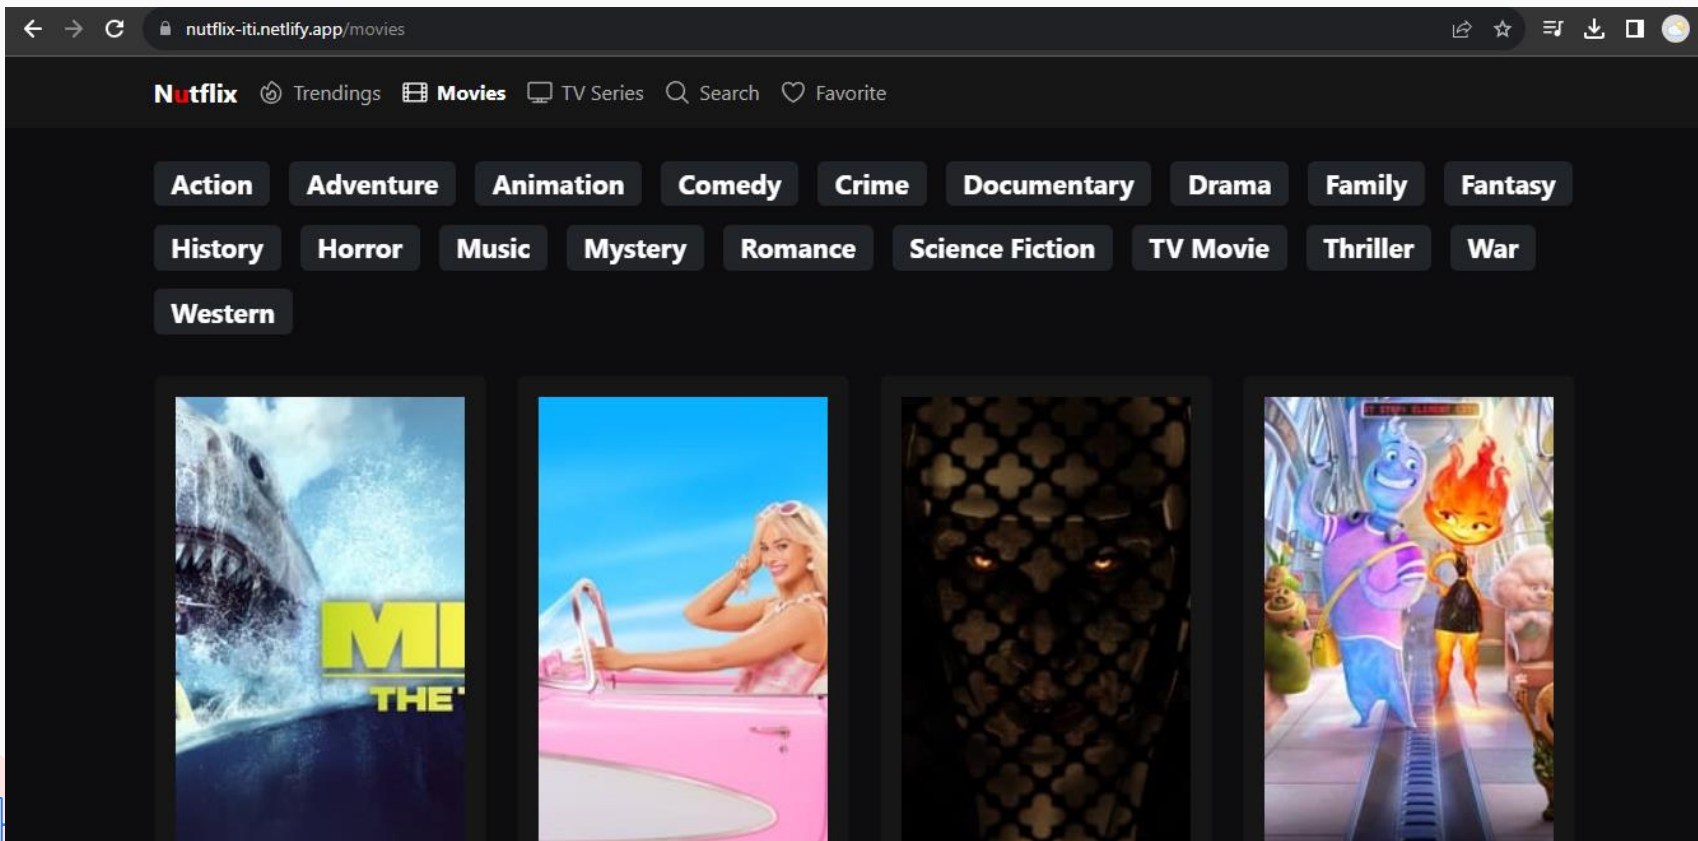 nutflix-iti.netlify.app/movies
Nutflix Trendings Movies TV Series Search Favorite
Action Adventure Animation Comedy Crime Documentary Drama Family Fantasy
History Horror Music Mystery Romance Science Fiction TV Movie Thriller War
Western
THE